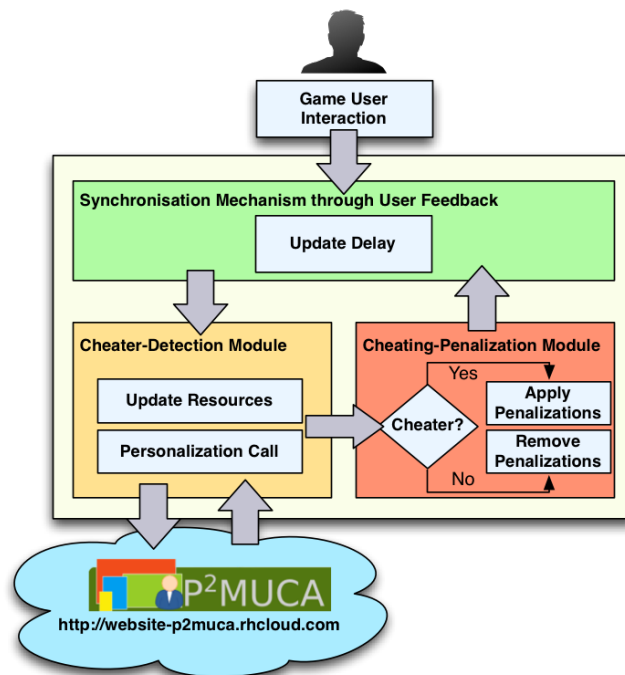 Game User
Interaction
Synchronisation Mechanism through User Feedback
Update Delay
Cheater-Detection Module
Update Resources
Personalization Call
Cheating-Penalization Module
Yes
Cheater?
Apply
Penalizations
Remove
Penalizations
No
P²MUCA
http://website-p2muca.rhcloud.com